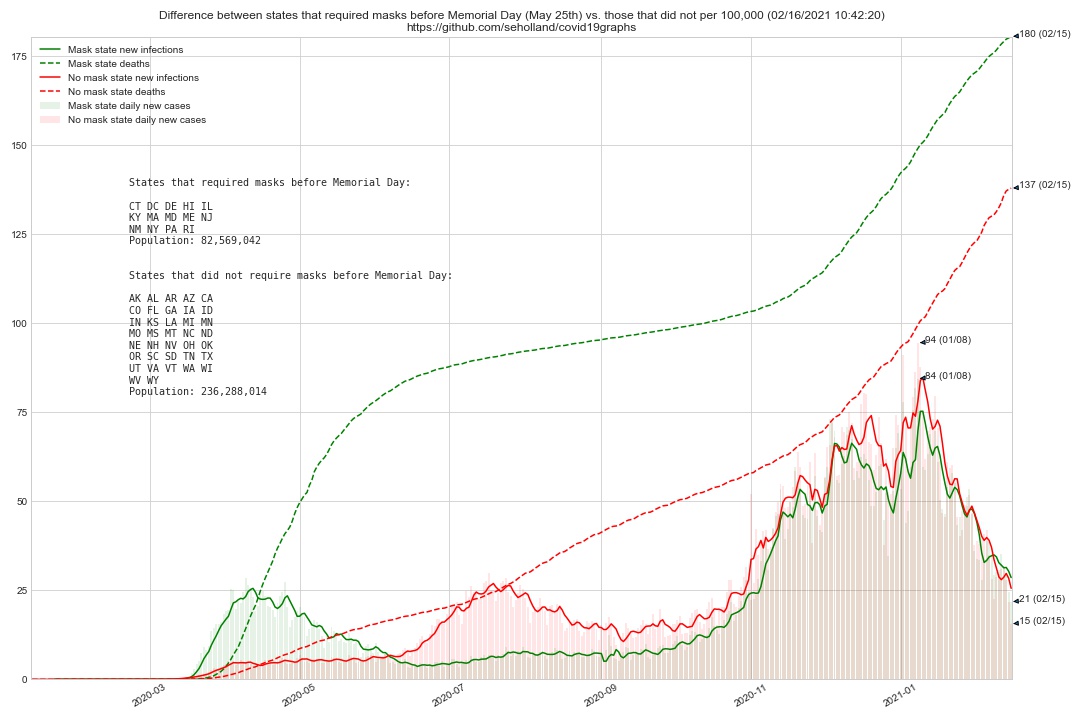 Difference between states that required masks before Memorial Day (May 25th) vs. those that did not per 100,000 (02/16/2021 10:42:20)
https://github.com/seholland/covid19graphs
Mask state new infections
Mask state deaths
No mask state new infections
No mask state deaths
Mask state daily new cases
No mask state daily new cases
States that required masks before Memorial Day:
CT DC DE HI IL
KY MA MD ME NJ
NM NY PA RI
Population: 82,569,042
States that did not require masks before Memorial Day:
AK AL AR AZ CA
CO FL GA IA ID
IN KS LA MI MN
MO MS MT NC ND
NE NH NV OH OK
OR SC SD TN TX
UT VA VT WA WI
WV WY
Population: 236,288,014
180 (02/15)
137 (02/15)
94 (01/08)
84 (01/08)
21 (02/15)
15 (02/15)
175
150
125
100
75
50
25
0
2020-03
2020-05
2020-07
2020-09
2020-11
2021-01